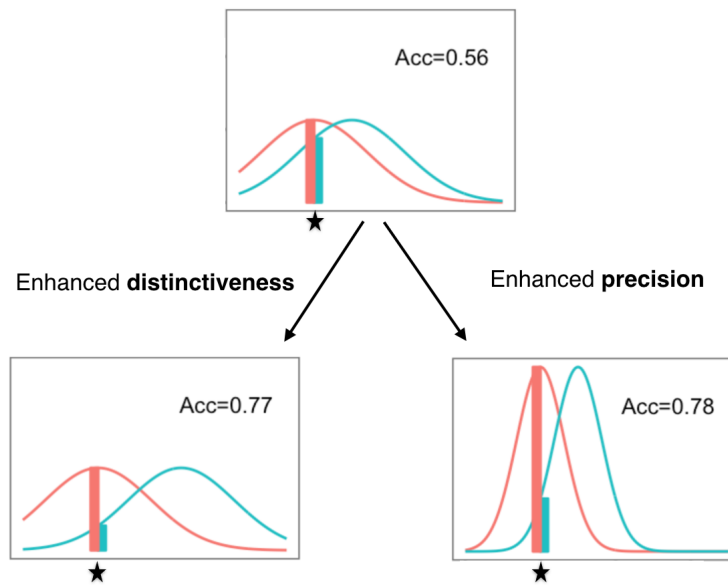 Acc=0.56
Enhanced distinctiveness
Enhanced precision
Acc=0.77
Acc=0.78